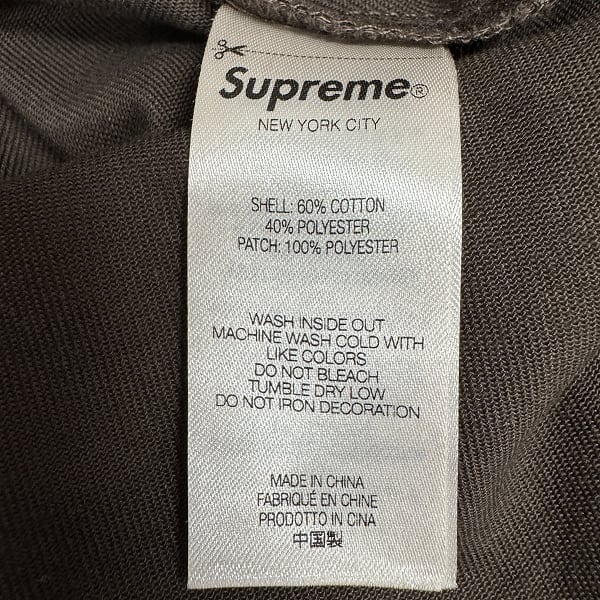 Supreme®
NEW YORK CITY
SHELL: 60% COTTON
40% POLYESTER
PATCH: 100% POLYESTER
WASH INSIDE OUT
MACHINE WASH COLD WITH
LIKE COLORS
DO NOT BLEACH
TUMBLE DRY LOW
DO NOT IRON DECORATION
MADE IN CHINA
FABRIQUÉ EN CHINE
PRODOTTO IN CINA
中国製